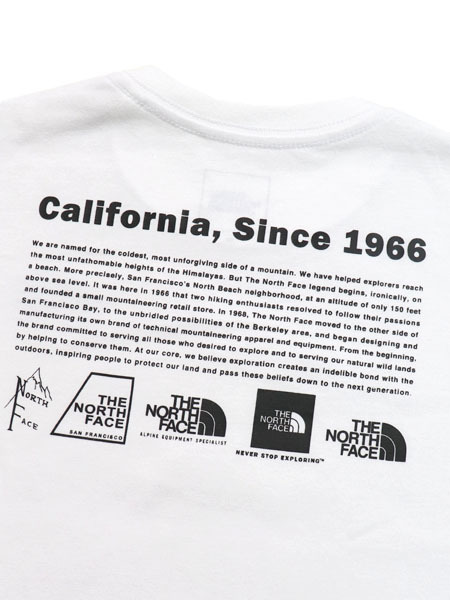 California, Since 1966
We are named for the coldest, most unforgiving side of a mountain. We have helped explorers reach
the most unfathomable heights of the Himalayas. But The North Face legend begins, ironically, on
a beach. More precisely, San Francisco's North Beach neighborhood, at an altitude of only 150 feet
above sea level. It was here in 1966 that two hiking enthusiasts resolved to follow their passions
and founded a small mountaineering retail store. In 1968, The North Face moved to the other side of
San Francisco Bay, to the unbridled possibilities of the Berkeley area, and began designing and
manufacturing its own brand of technical mountaineering apparel and equipment. From the beginning,
the brand committed to serving all those who desired to explore and to serving our natural wild lands
by helping to conserve them. At our core, we believe exploration creates an indelible bond with the
outdoors, inspiring people to protect our land and pass these beliefs down to the next generation.
NORTH
FACE
THE
NORTH
FACE
SAN FRANCISCO
THE
NORTH
FACE
ALPINE EQUIPMENT SPECIALIST
THE
NORTH
FACE
NEVER STOP EXPLORING™
THE
NORTH
FACE